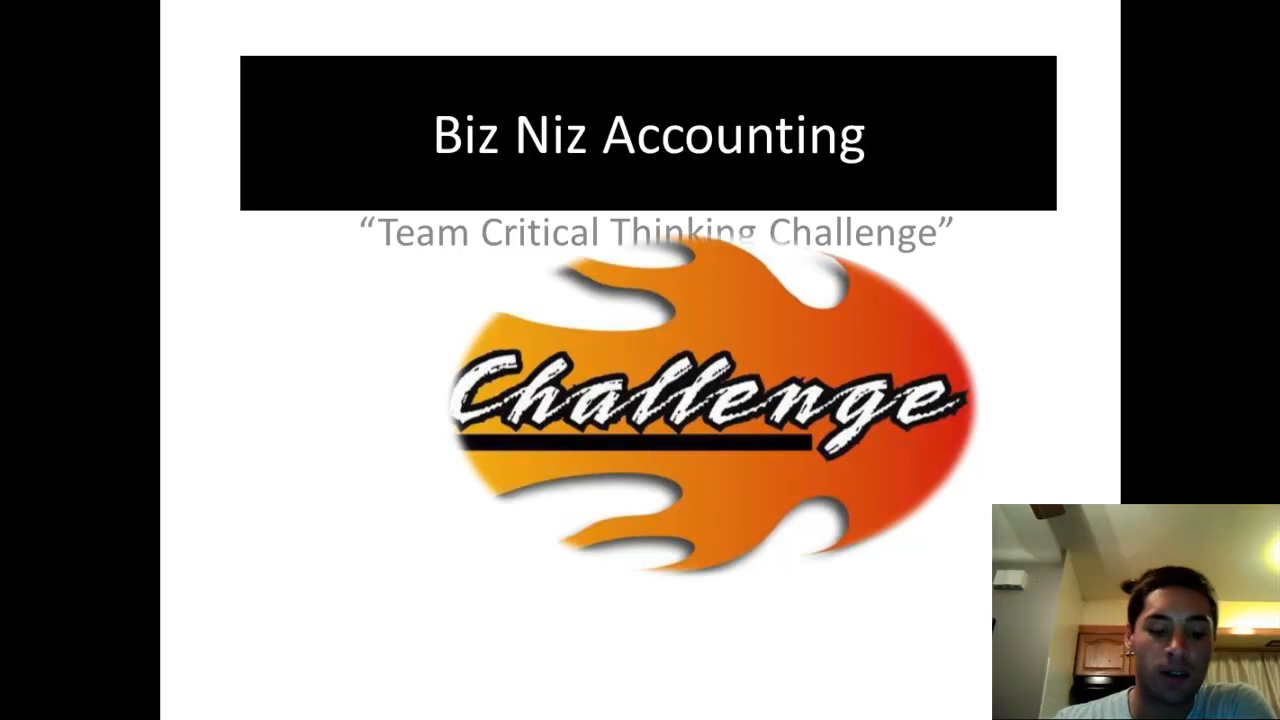 Biz Niz Accounting
“Team Critical Thinking Challenge”
Challenge